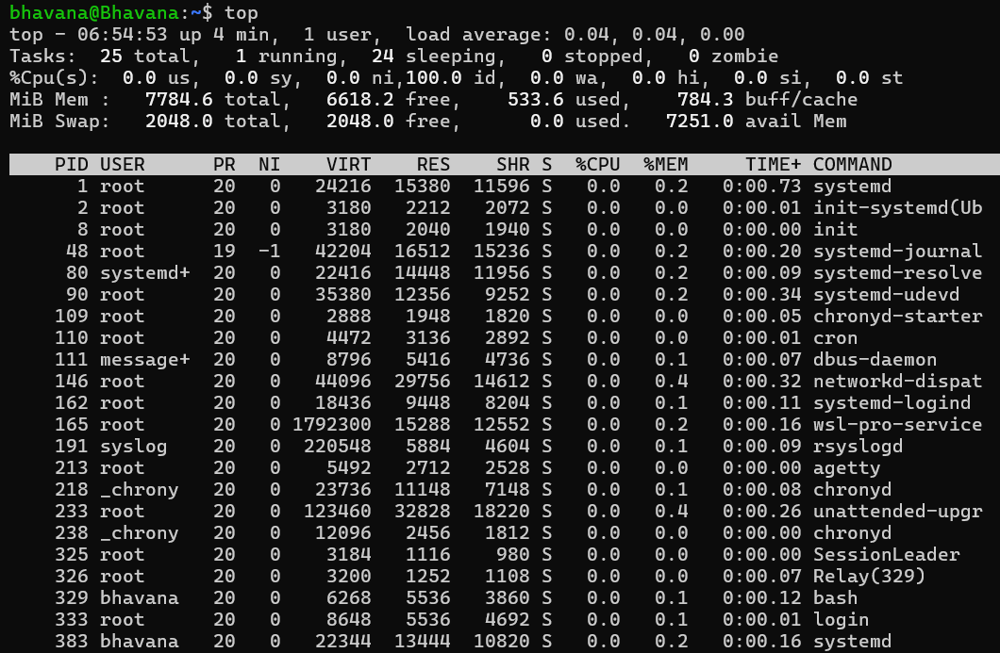 bhavana@Bhavana:~$ top
top - 06:54:53 up 4 min,  1 user,  load average: 0.04, 0.04, 0.00
Tasks:  25 total,   1 running,  24 sleeping,   0 stopped,   0 zombie
%Cpu(s):  0.0 us,  0.0 sy,  0.0 ni,100.0 id,  0.0 wa,  0.0 hi,  0.0 si,  0.0 st
MiB Mem :   7784.6 total,   6618.2 free,    533.6 used,    784.3 buff/cache
MiB Swap:   2048.0 total,   2048.0 free,      0.0 used.   7251.0 avail Mem
    PID USER      PR  NI    VIRT    RES    SHR S  %CPU  %MEM     TIME+ COMMAND
      1 root      20   0   24216  15380  11596 S   0.0   0.2   0:00.73 systemd
      2 root      20   0    3180   2212   2072 S   0.0   0.0   0:00.01 init-systemd(Ub
      8 root      20   0    3180   2040   1940 S   0.0   0.0   0:00.00 init
     48 root      19  -1   42204  16512  15236 S   0.0   0.2   0:00.20 systemd-journal
     80 systemd+  20   0   22416  14448  11956 S   0.0   0.2   0:00.09 systemd-resolve
     90 root      20   0   35380  12356   9252 S   0.0   0.2   0:00.34 systemd-udevd
    109 root      20   0    2888   1948   1820 S   0.0   0.0   0:00.05 chronyd-starter
    110 root      20   0    4472   3136   2892 S   0.0   0.0   0:00.01 cron
    111 message+  20   0    8796   5416   4736 S   0.0   0.1   0:00.07 dbus-daemon
    146 root      20   0   44096  29756  14612 S   0.0   0.4   0:00.32 networkd-dispat
    162 root      20   0   18436   9448   8204 S   0.0   0.1   0:00.11 systemd-logind
    165 root      20   0 1792300  15288  12552 S   0.0   0.2   0:00.16 wsl-pro-service
    191 syslog    20   0  220548   5884   4604 S   0.0   0.1   0:00.09 rsyslogd
    213 root      20   0    5492   2712   2528 S   0.0   0.0   0:00.00 agetty
    218 _chrony   20   0   23736  11148   7148 S   0.0   0.1   0:00.08 chronyd
    233 root      20   0  123460  32828  18220 S   0.0   0.4   0:00.26 unattended-upgr
    238 _chrony   20   0   12096   2456   1812 S   0.0   0.0   0:00.00 chronyd
    325 root      20   0    3184   1116    980 S   0.0   0.0   0:00.00 SessionLeader
    326 root      20   0    3200   1252   1108 S   0.0   0.0   0:00.07 Relay(329)
    329 bhavana   20   0    6268   5536   3860 S   0.0   0.1   0:00.12 bash
    333 root      20   0    8648   5536   4692 S   0.0   0.1   0:00.01 login
    383 bhavana   20   0   22344  13444  10820 S   0.0   0.2   0:00.16 systemd